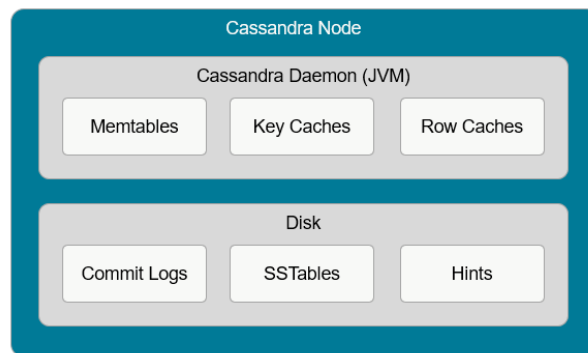 Cassandra Node
Cassandra Daemon (JVM)
Memtables
Key Caches
Row Caches
Disk
Commit Logs
SSTables
Hints